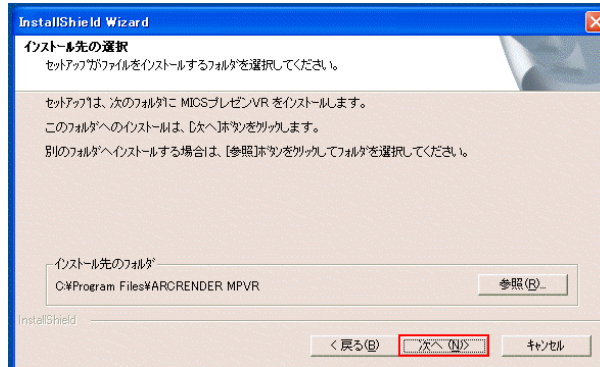 InstallShield Wizard
インストール先の選択
セットアップがファイルをインストールするフォルダを選択してください。
セットアップは、次のフォルダに MICSプレゼンVR をインストールします。
このフォルダへのインストールは、[次へ]ボタンをクリックします。
別のフォルダへインストールする場合は、[参照]ボタンをクリックしてフォルダを選択してください。
インストール先のフォルダ
C:¥Program Files¥ARCRENDER MPVR
参照(R)...
InstallShield
< 戻る(B)
次へ (N)>
キャンセル